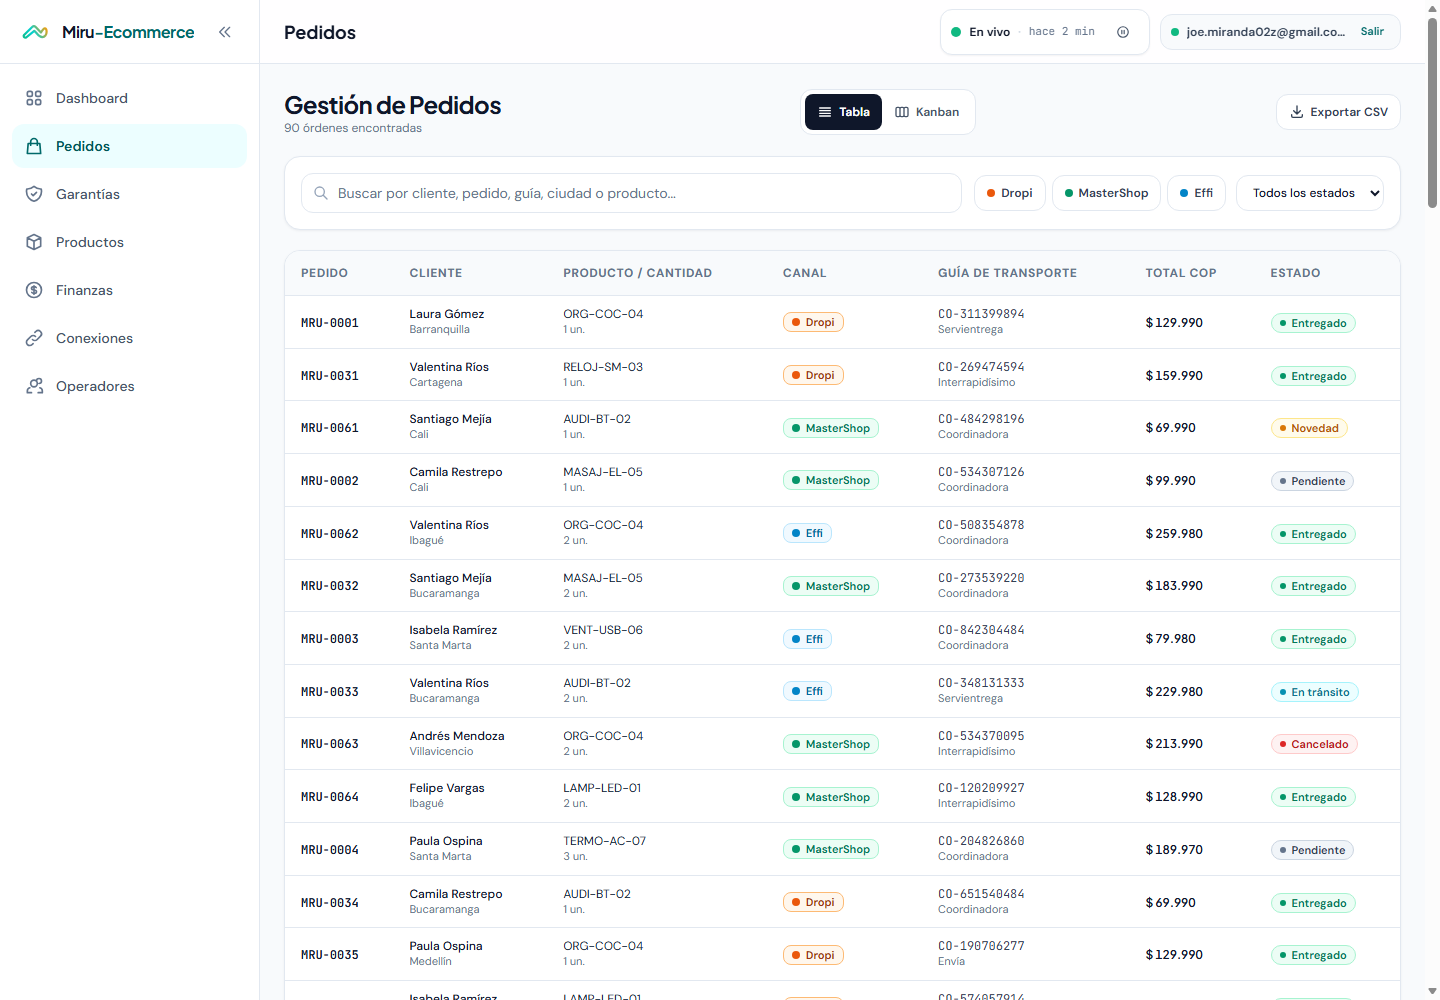 Miru-Ecommerce
Pedidos
En vivo · hace 2 min
joe.miranda02z@gmail.co... Salir
Dashboard
Pedidos
Garantías
Productos
Finanzas
Conexiones
Operadores
Gestión de Pedidos
90 órdenes encontradas
Tabla Kanban
Exportar CSV
Buscar por cliente, pedido, guía, ciudad o producto...
Dropi MasterShop Effi Todos los estados
PEDIDO CLIENTE PRODUCTO / CANTIDAD CANAL GUÍA DE TRANSPORTE TOTAL COP ESTADO
MRU-0001 Laura Gómez ORG-COC-04 Dropi CO-311399894 $129.990 Entregado
Barranquilla 1 un. Servientrega
MRU-0031 Valentina Ríos RELOJ-SM-03 Dropi CO-269474594 $159.990 Entregado
Cartagena 1 un. Interrapidísimo
MRU-0061 Santiago Mejía AUDI-BT-02 MasterShop CO-484298196 $69.990 Novedad
Cali 1 un. Coordinadora
MRU-0002 Camila Restrepo MASAJ-EL-05 MasterShop CO-534307126 $99.990 Pendiente
Cali 1 un. Coordinadora
MRU-0062 Valentina Ríos ORG-COC-04 Effi CO-508354878 $259.980 Entregado
Ibagué 2 un. Coordinadora
MRU-0032 Santiago Mejía MASAJ-EL-05 MasterShop CO-273539220 $183.990 Entregado
Bucaramanga 2 un. Coordinadora
MRU-0003 Isabela Ramírez VENT-USB-06 Effi CO-842304484 $79.980 Entregado
Santa Marta 2 un. Coordinadora
MRU-0033 Valentina Ríos AUDI-BT-02 Effi CO-348131333 $229.980 En tránsito
Bucaramanga 2 un. Servientrega
MRU-0063 Andrés Mendoza ORG-COC-04 MasterShop CO-534370095 $213.990 Cancelado
Villavicencio 2 un. Interrapidísimo
MRU-0064 Felipe Vargas LAMP-LED-01 MasterShop CO-120209927 $128.990 Entregado
Ibagué 2 un. Interrapidísimo
MRU-0004 Paula Ospina TERMO-AC-07 MasterShop CO-204826860 $189.970 Pendiente
Santa Marta 3 un. Coordinadora
MRU-0034 Camila Restrepo AUDI-BT-02 Dropi CO-651540484 $69.990 Entregado
Bucaramanga 1 un. Coordinadora
MRU-0035 Paula Ospina ORG-COC-04 Dropi CO-190706277 $129.990 Entregado
Medellín 1 un. Envía
Isabela Ramírez LAMP-LED-01 CO-574057914